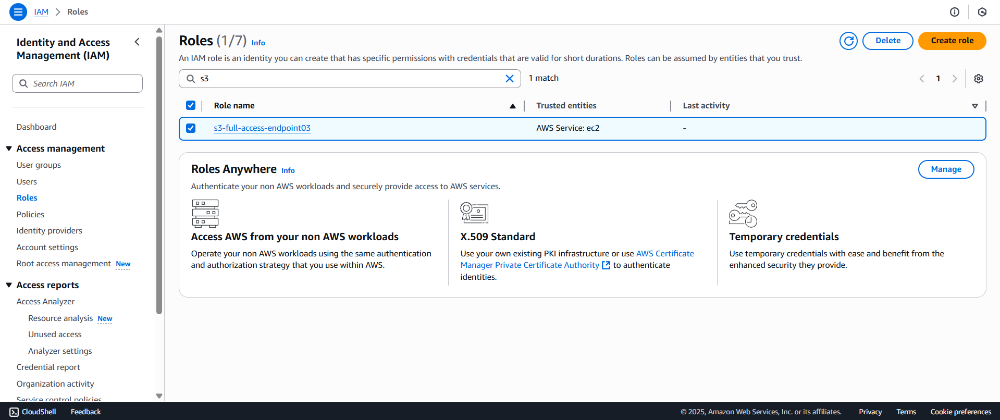 IAM > Roles
Identity and Access
Management (IAM)
Search IAM
Dashboard
Access management
User groups
Users
Roles
Policies
Identity providers
Account settings
Root access management New
Access reports
Access Analyzer
Resource analysis New
Unused access
Analyzer settings
Credential report
Organization activity
Service control policies
Roles (1/7) Info
Delete
Create role
An IAM role is an identity you can create that has specific permissions with credentials that are valid for short durations. Roles can be assumed by entities that you trust.
s3
1 match
1
Role name
Trusted entities
Last activity
s3-full-access-endpoint03
AWS Service: ec2
-
Roles Anywhere Info
Manage
Authenticate your non AWS workloads and securely provide access to AWS services.
Access AWS from your non AWS workloads
Operate your non AWS workloads using the same authentication
and authorization strategy that you use within AWS.
X.509 Standard
Use your own existing PKI infrastructure or use AWS Certificate
Manager Private Certificate Authority to authenticate
identities.
Temporary credentials
Use temporary credentials with ease and benefit from the
enhanced security they provide.
CloudShell
Feedback
© 2025, Amazon Web Services, Inc. or its affiliates.
Privacy
Terms
Cookie preferences